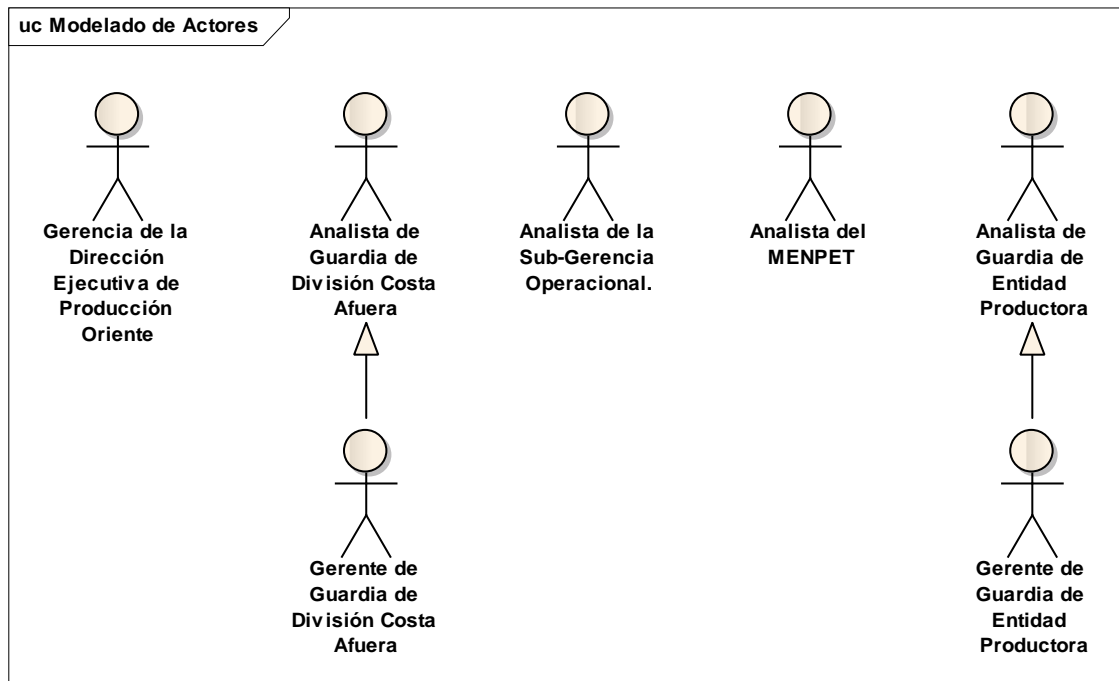 uc Modelado de Actores
Gerencia de la
Dirección
Ejecutiva de
Producción
Oriente
Analista de
Guardia de
División Costa
Afuera
Analista de la
Sub-Gerencia
Operacional.
Analista del
MENPET
Analista de
Guardia de
Entidad
Productora
Gerente de
Guardia de
División Costa
Afuera
Gerente de
Guardia de
Entidad
Productora